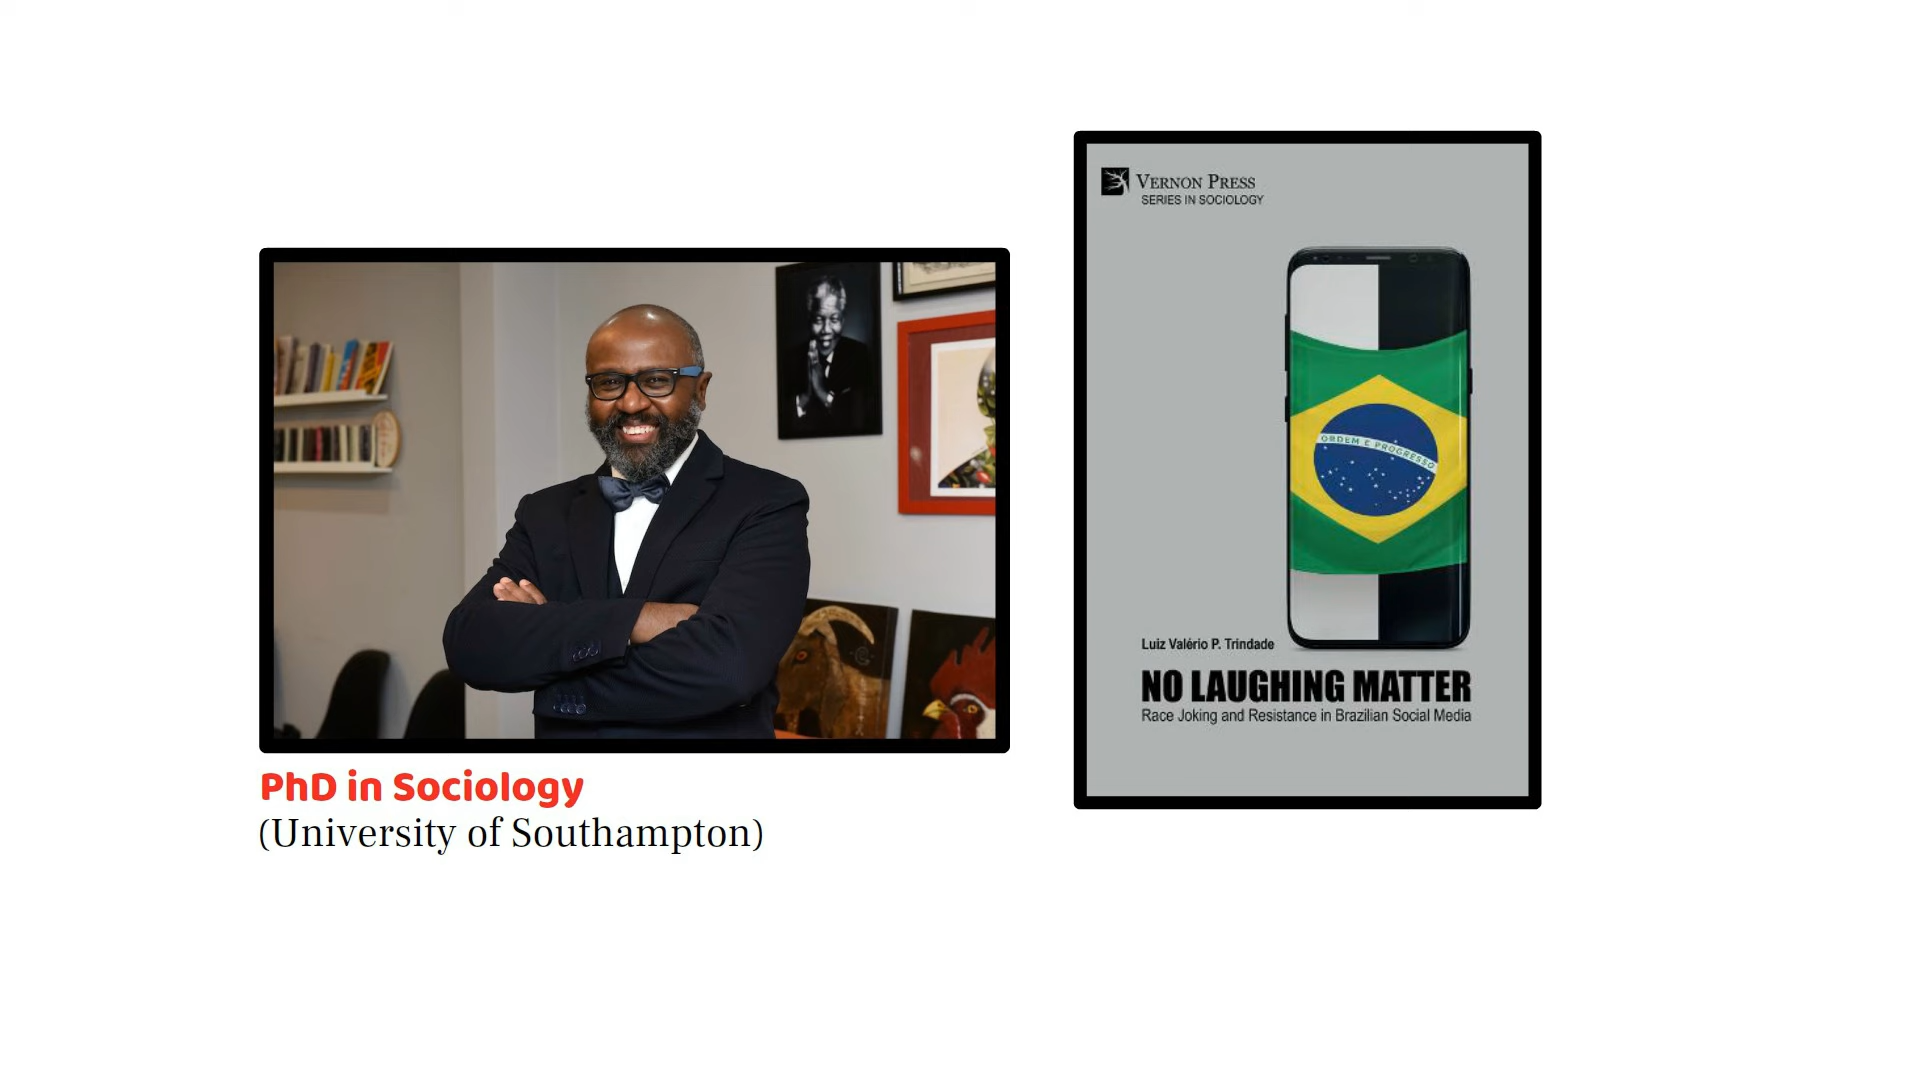 PhD in Sociology
(University of Southampton)
VERNON PRESS
SERIES IN SOCIOLOGY
ORDEM E PROGRESSO
Luiz Valério P. Trindade
NO LAUGHING MATTER
Race Joking and Resistance in Brazilian Social Media